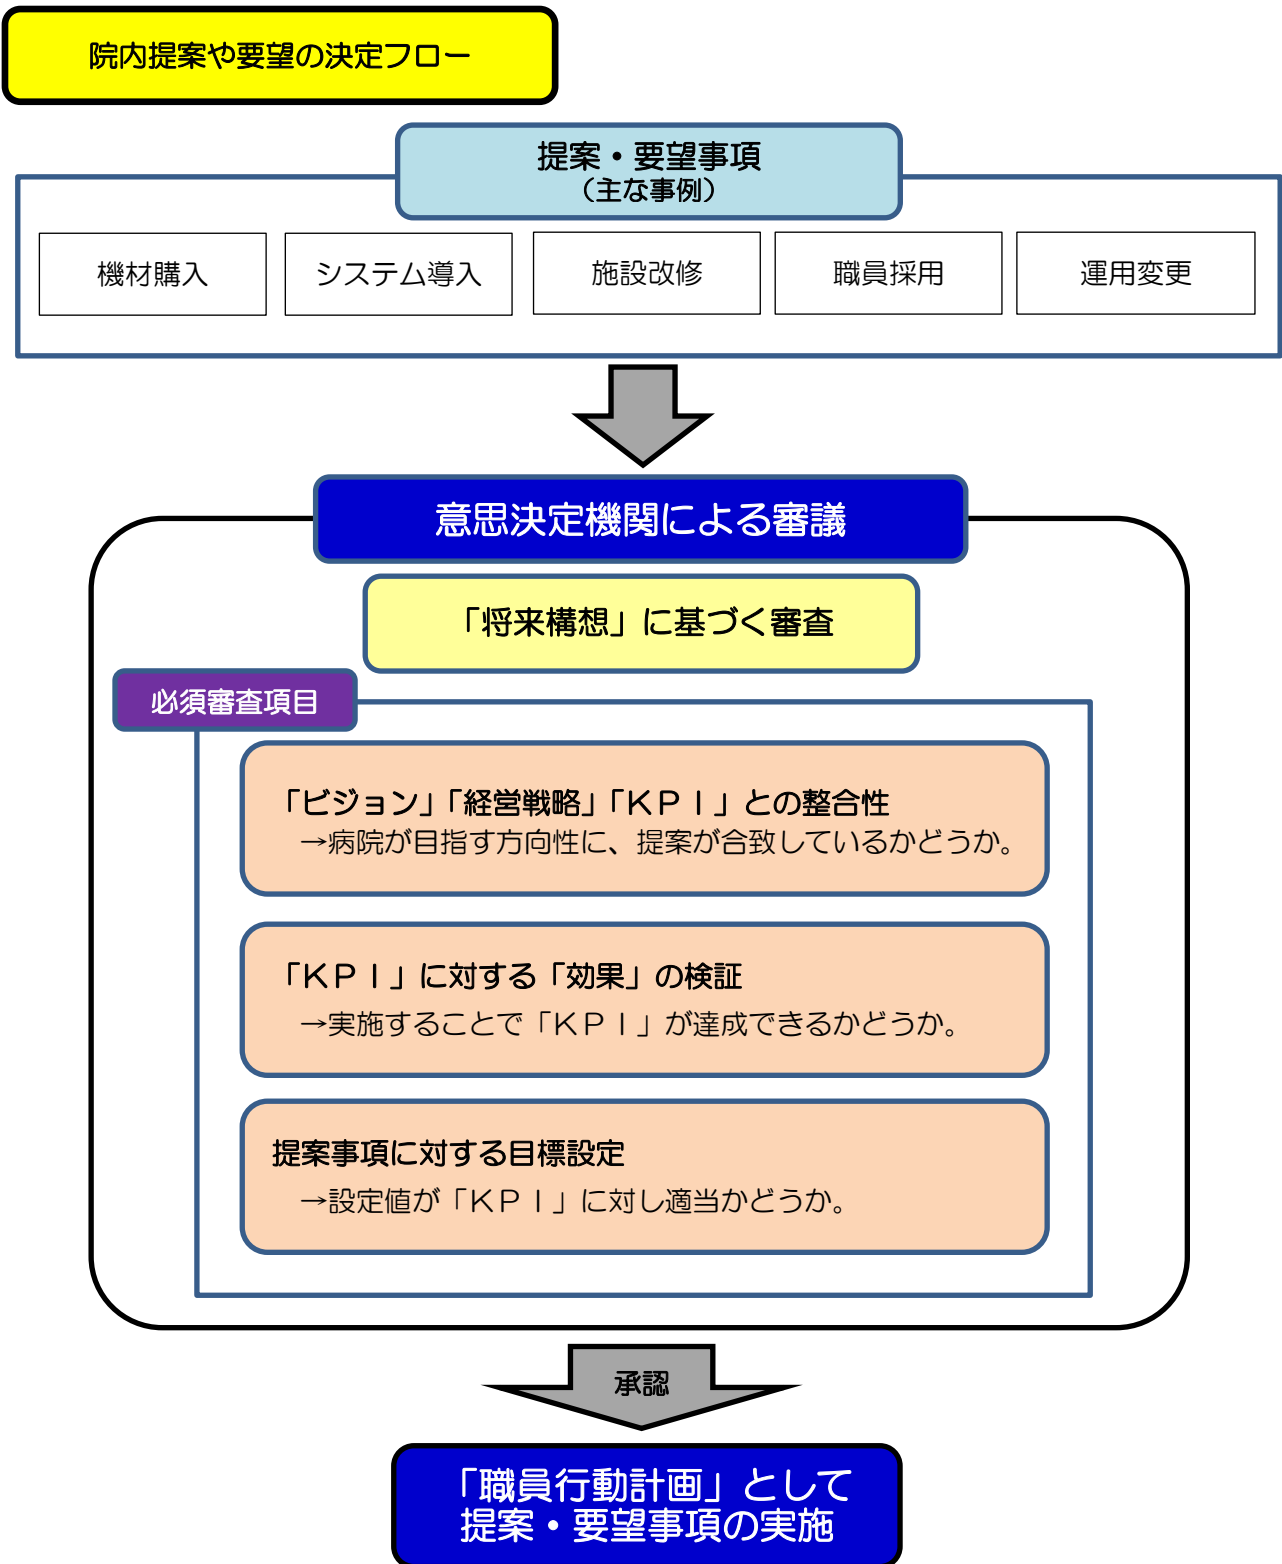 院内提案や要望の決定フロー
提案・要望事項
（主な事例）
機材購入
システム導入
施設改修
職員採用
運用変更
意思決定機関による審議
「将来構想」に基づく審査
必須審査項目
「ビジョン」「経営戦略」「ＫＰＩ」との整合性
→病院が目指す方向性に、提案が合致しているかどうか。
「ＫＰＩ」に対する「効果」の検証
→実施することで「ＫＰＩ」が達成できるかどうか。
提案事項に対する目標設定
→設定値が「ＫＰＩ」に対し適当かどうか。
承認
「職員行動計画」として
提案・要望事項の実施